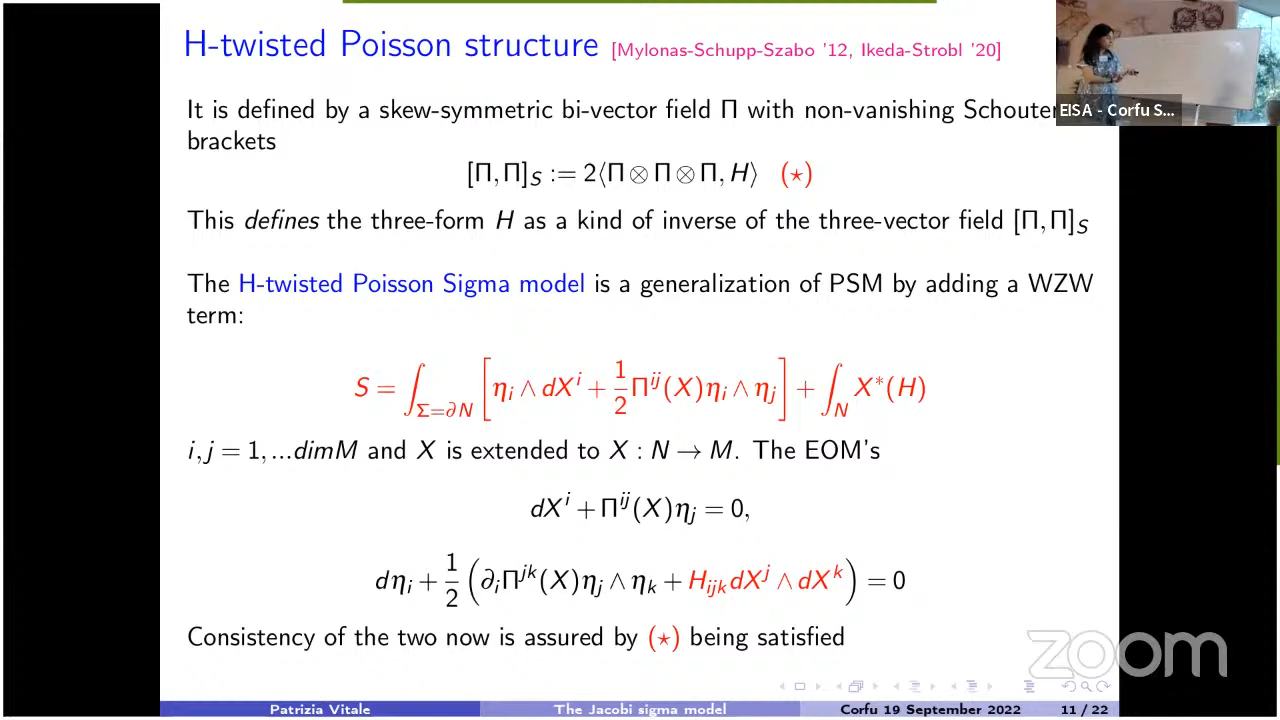 H-twisted Poisson structure [Mylonas-Schupp-Szabo '12, Ikeda-Strobl '20]
It is defined by a skew-symmetric bi-vector field Π with non-vanishing Schouten
brackets
[Π, Π]_S := 2⟨Π ⊗ Π ⊗ Π, H⟩ (⋆)
This defines the three-form H as a kind of inverse of the three-vector field [Π, Π]_S
The H-twisted Poisson Sigma model is a generalization of PSM by adding a WZW
term:
S = ∫_{Σ=∂N} [η_i ∧ dX^i + 1/2 Π^{ij}(X)η_i ∧ η_j] + ∫_N X*(H)
i, j = 1, ...dimM and X is extended to X : N → M. The EOM's
dX^i + Π^{ij}(X)η_j = 0,
dη_i + 1/2 (∂_iΠ^{jk}(X)η_j ∧ η_k + H_{ijk}dX^j ∧ dX^k) = 0
Consistency of the two now is assured by (⋆) being satisfied
EISA - Corfu S...
zoom
Patrizia Vitale The Jacobi sigma model Corfu 19 September 2022 11 / 22